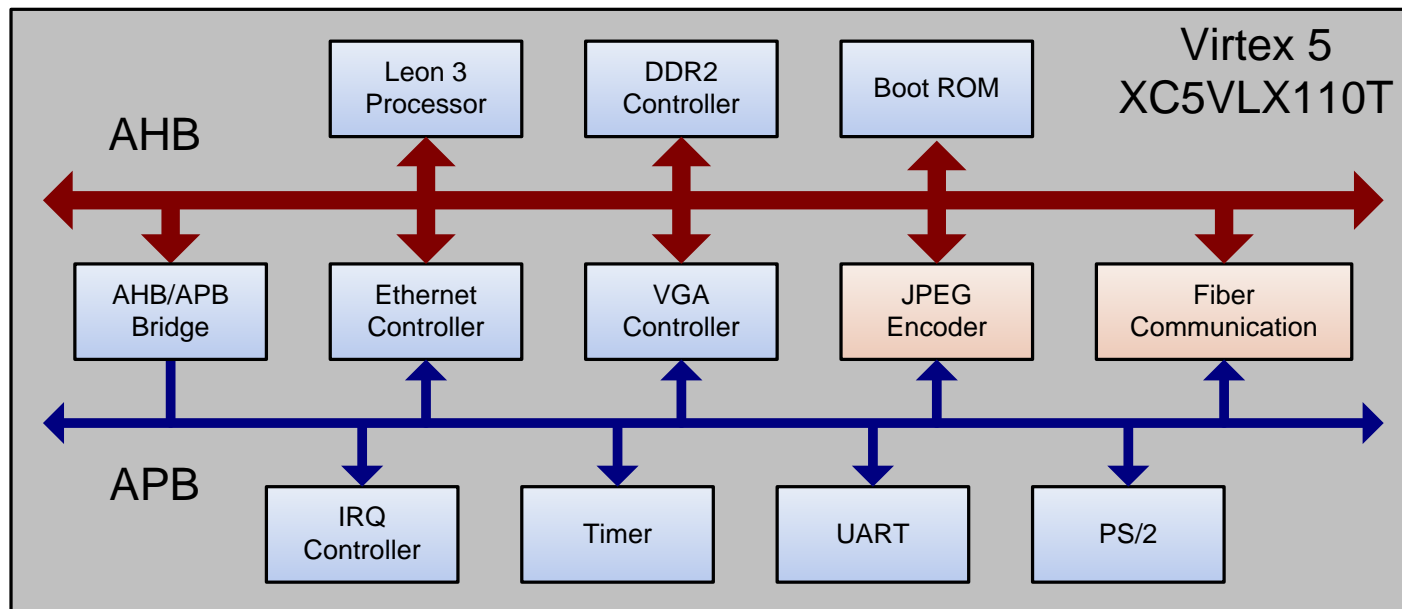 Leon 3
Processor
DDR2
Controller
Boot ROM
Virtex 5
XC5VLX110T
AHB
AHB/APB
Bridge
Ethernet
Controller
VGA
Controller
JPEG
Encoder
Fiber
Communication
APB
IRQ
Controller
Timer
UART
PS/2